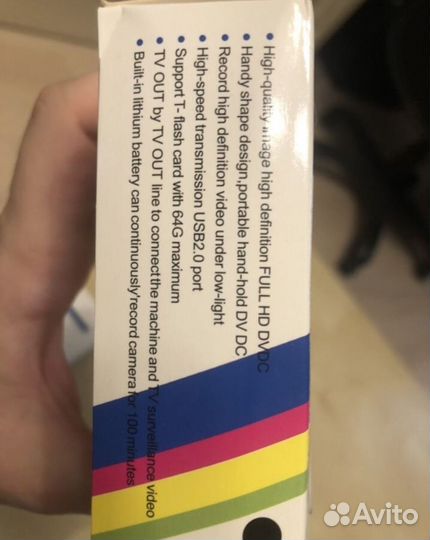 • High-quality image high definition FULL HD DVDC
• Handy shape design,portable hand-hold DV DC
• Record high definition video under low-light
• High-speed transmission USB2.0 port
• Support T- flash card with 64G maximum
• TV OUT by TV OUT line to connect the machine and TV surveillance video
• Built-in lithium battery can continuously record camera for 100 minutes
Avito